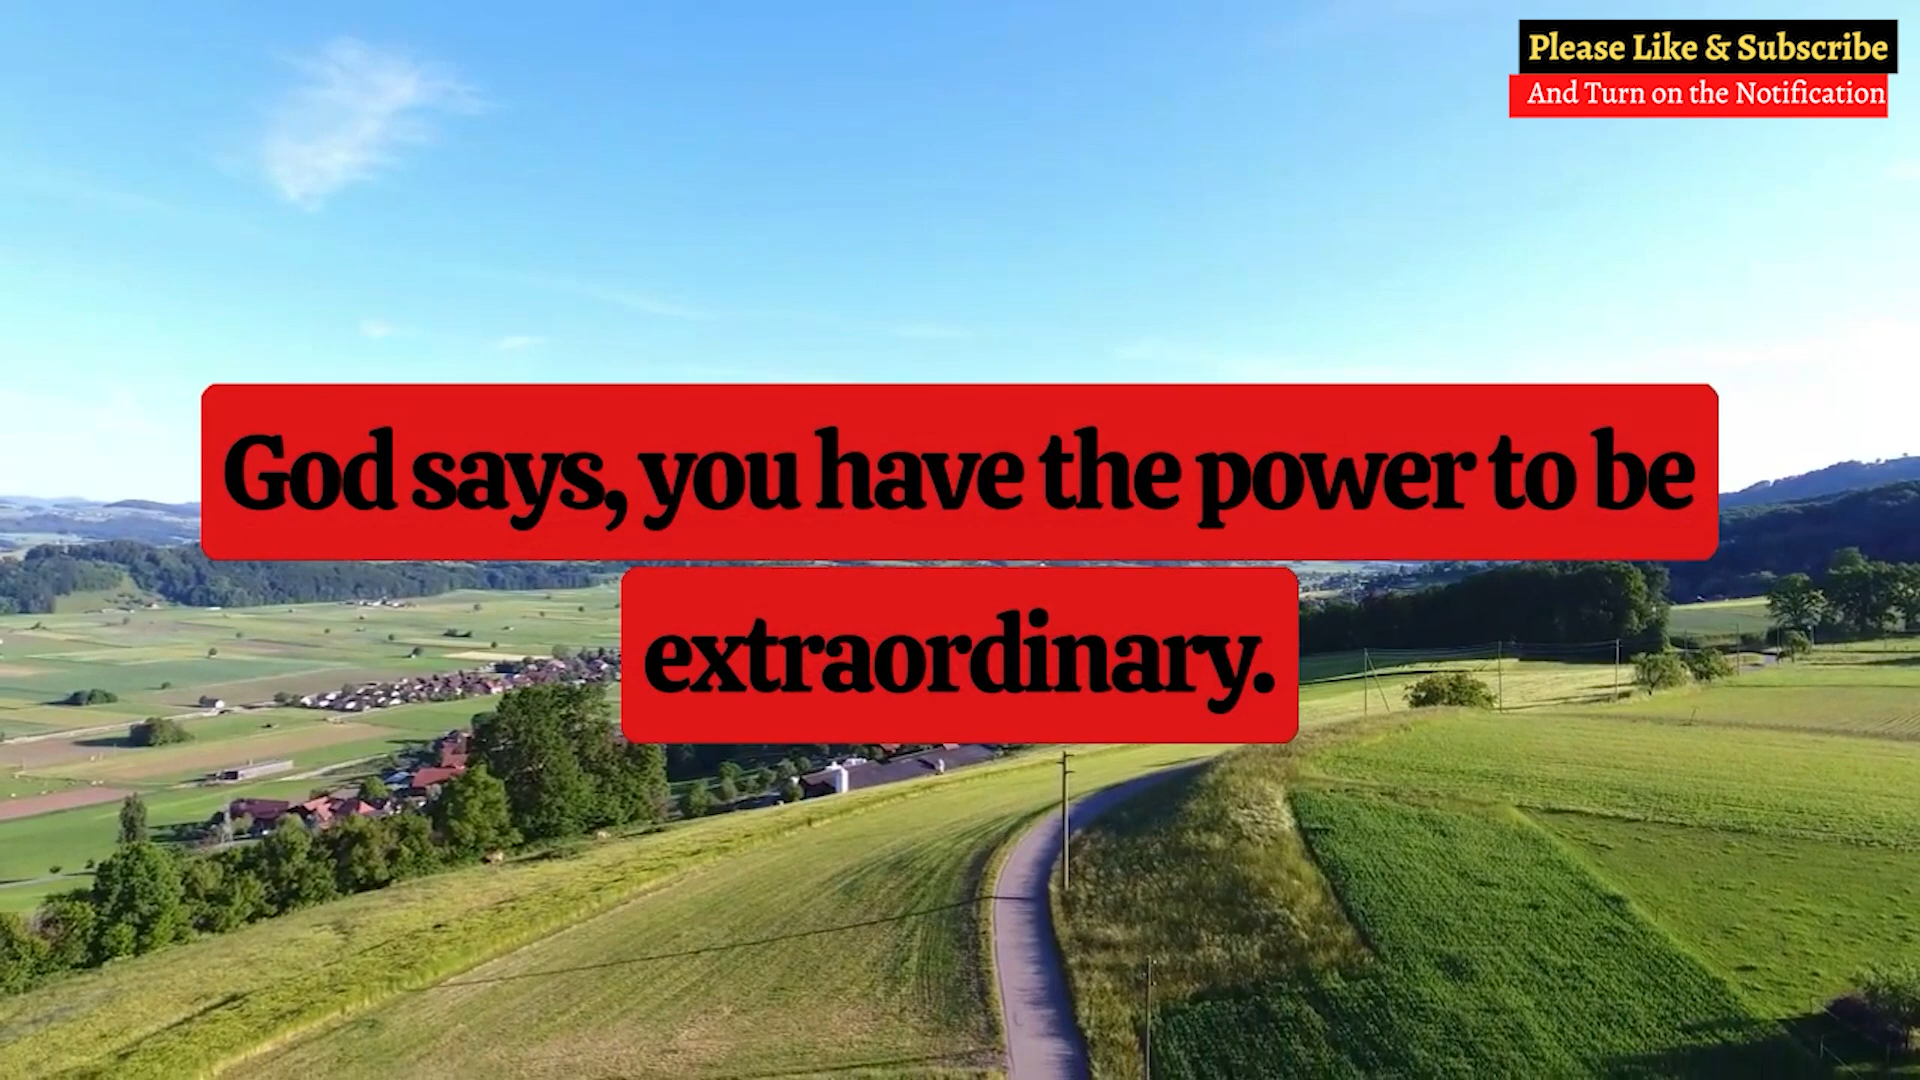 Please Like & Subscribe
And Turn on the Notification
God says, you have the power to be
extraordinary.